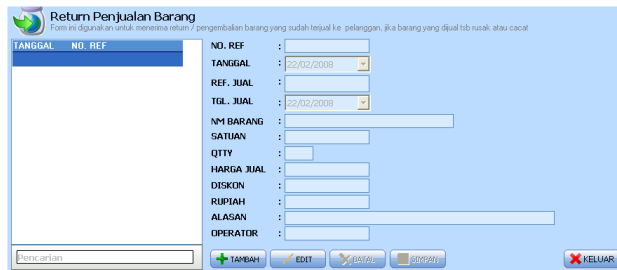 Return Penjualan Barang
Form ini digunakan untuk menerima return / pengembalian barang yang sudah terjual ke pelanggan, jika barang yang dijual tsb rusak atau cacat
TANGGAL NO. REF
NO. REF :
TANGGAL : 22/02/2008
REF. JUAL :
TGL. JUAL : 22/02/2008
NM BARANG :
SATUAN :
QTTY :
HARGA JUAL :
DISKON :
RUPIAH :
ALASAN :
OPERATOR :
Pencarian
TAMBAH EDIT BATAL SIMPAN KELUAR